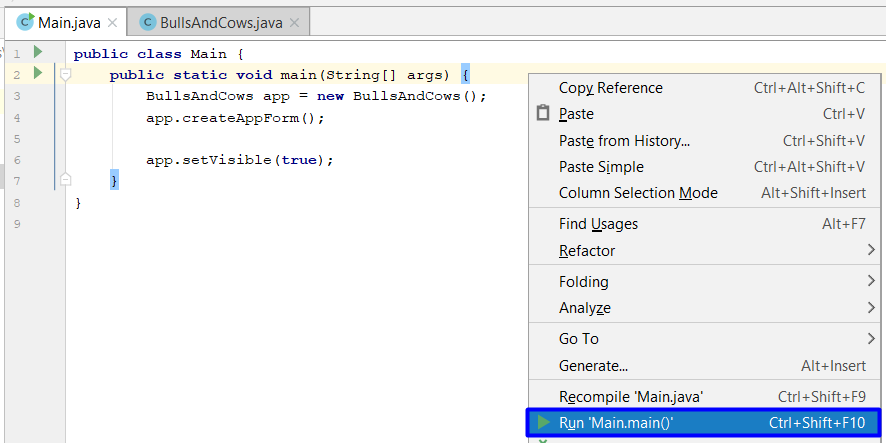 Main.java
BullsAndCows.java
1 public class Main {
2 public static void main(String[] args) {
3 BullsAndCows app = new BullsAndCows();
4 app.createAppForm();
5
6 app.setVisible(true);
7 }
8 }
9
Copy Reference Ctrl+Alt+Shift+C
Paste Ctrl+V
Paste from History... Ctrl+Shift+V
Paste Simple Ctrl+Alt+Shift+V
Column Selection Mode Alt+Shift+Insert
Find Usages Alt+F7
Refactor
Folding
Analyze
Go To
Generate... Alt+Insert
Recompile 'Main.java' Ctrl+Shift+F9
Run 'Main.main()' Ctrl+Shift+F10